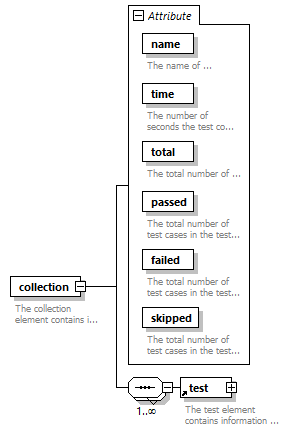 Attribute
name
The name of ...
time
The number of
seconds the test co...
total
The total number of ...
passed
The total number of
test cases in the test...
failed
The total number of
test cases in the test...
skipped
The total number of
test cases in the test...
collection
The collection
element contains i...
test
1..∞
The test element
contains information ...